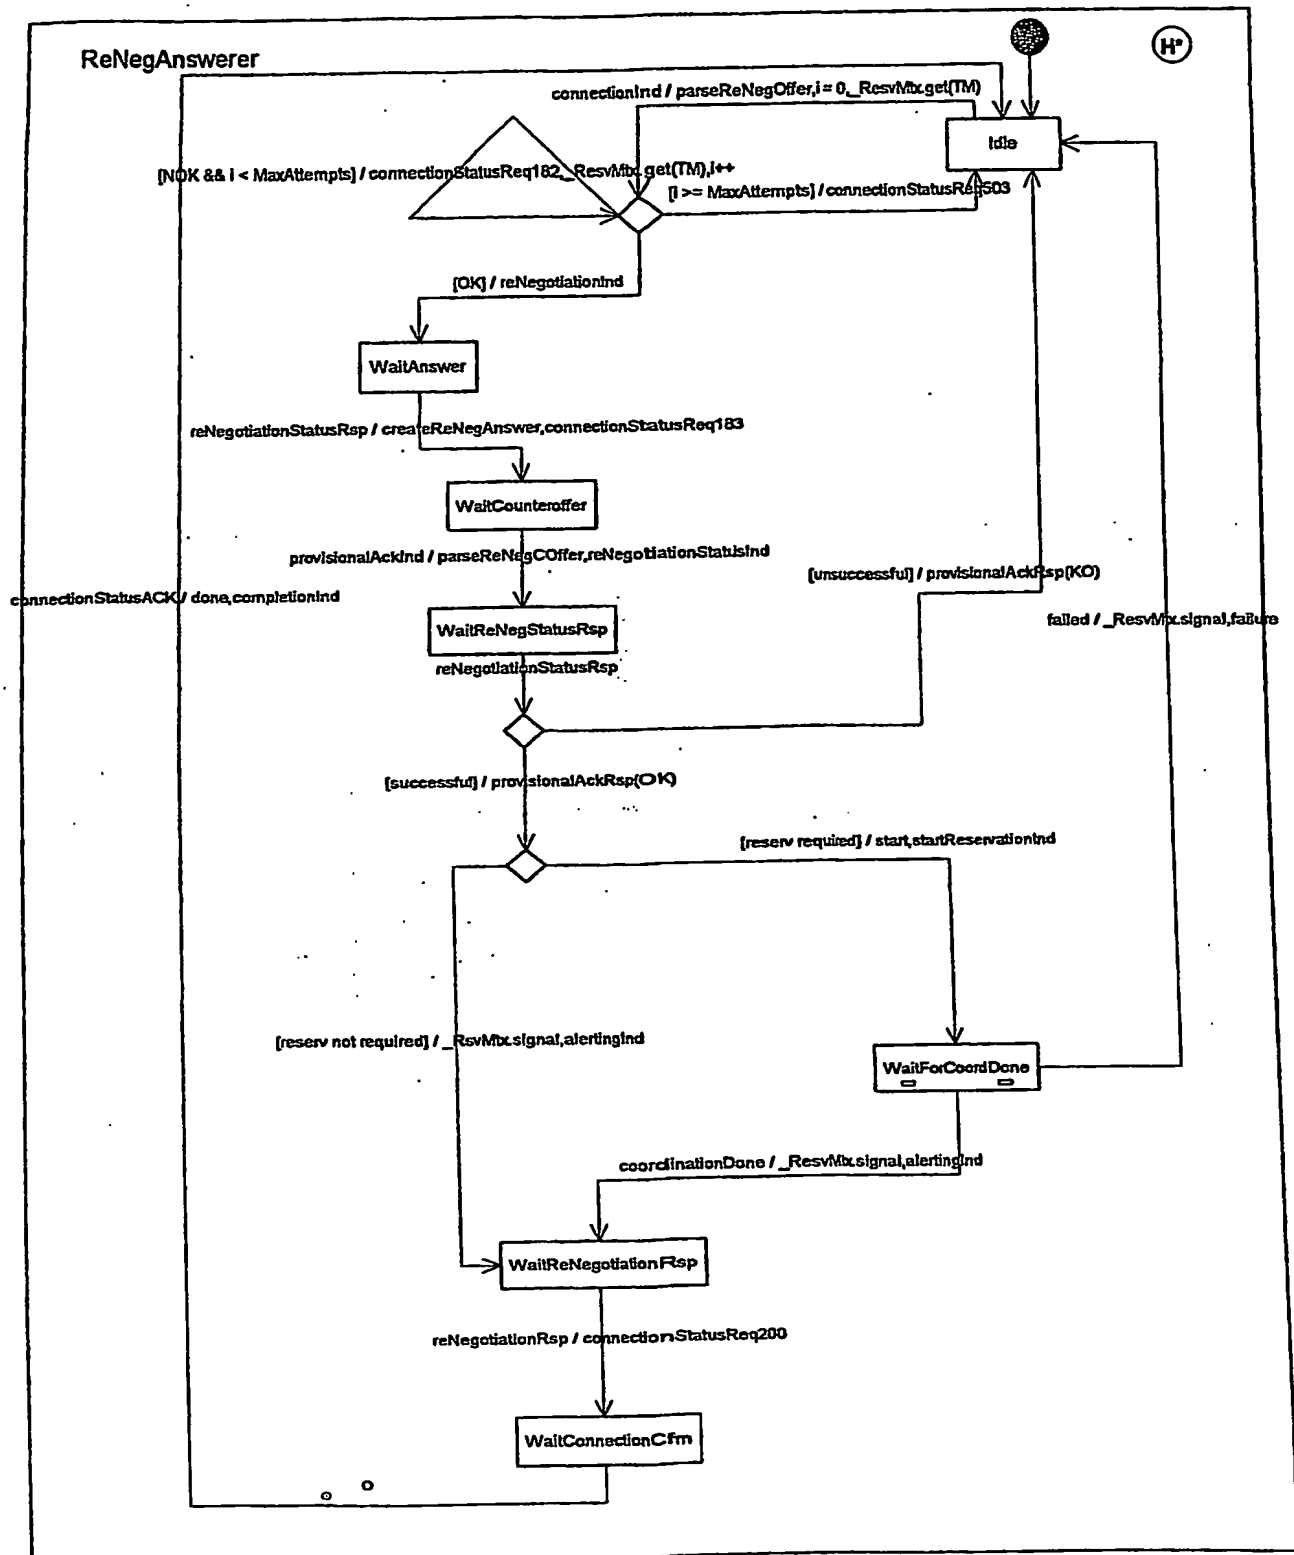 ReNegAnswerer
H*
connectionInd / parseReNegOffer,i = 0,_ResvMtx.get(TM)
Idle
[NOK && i < MaxAttempts] / connectionStatusReq182,_ResvMtx.get(TM),i++
[i >= MaxAttempts] / connectionStatusReq503
[OK] / reNegotiationInd
WaitAnswer
reNegotiationStatusRsp / createReNegAnswer,connectionStatusReq183
WaitCounteroffer
provisionalAckInd / parseReNegCOffer,reNegotiationStatusInd
[unsuccessful] / provisionalAckRsp(KO)
connectionStatusACK / done,completionInd
failed / _ResvMtx.signal,failure
WaitReNegStatusRsp
reNegotiationStatusRsp
[successful] / provisionalAckRsp(OK)
[reserv required] / start,startReservationInd
[reserv not required] / _RsvMtx.signal,alertingInd
WaitForCoordDone
coordinationDone / _ResvMtx.signal,alertingInd
WaitReNegotiationRsp
reNegotiationRsp / connectionStatusReq200
WaitConnectionCfm